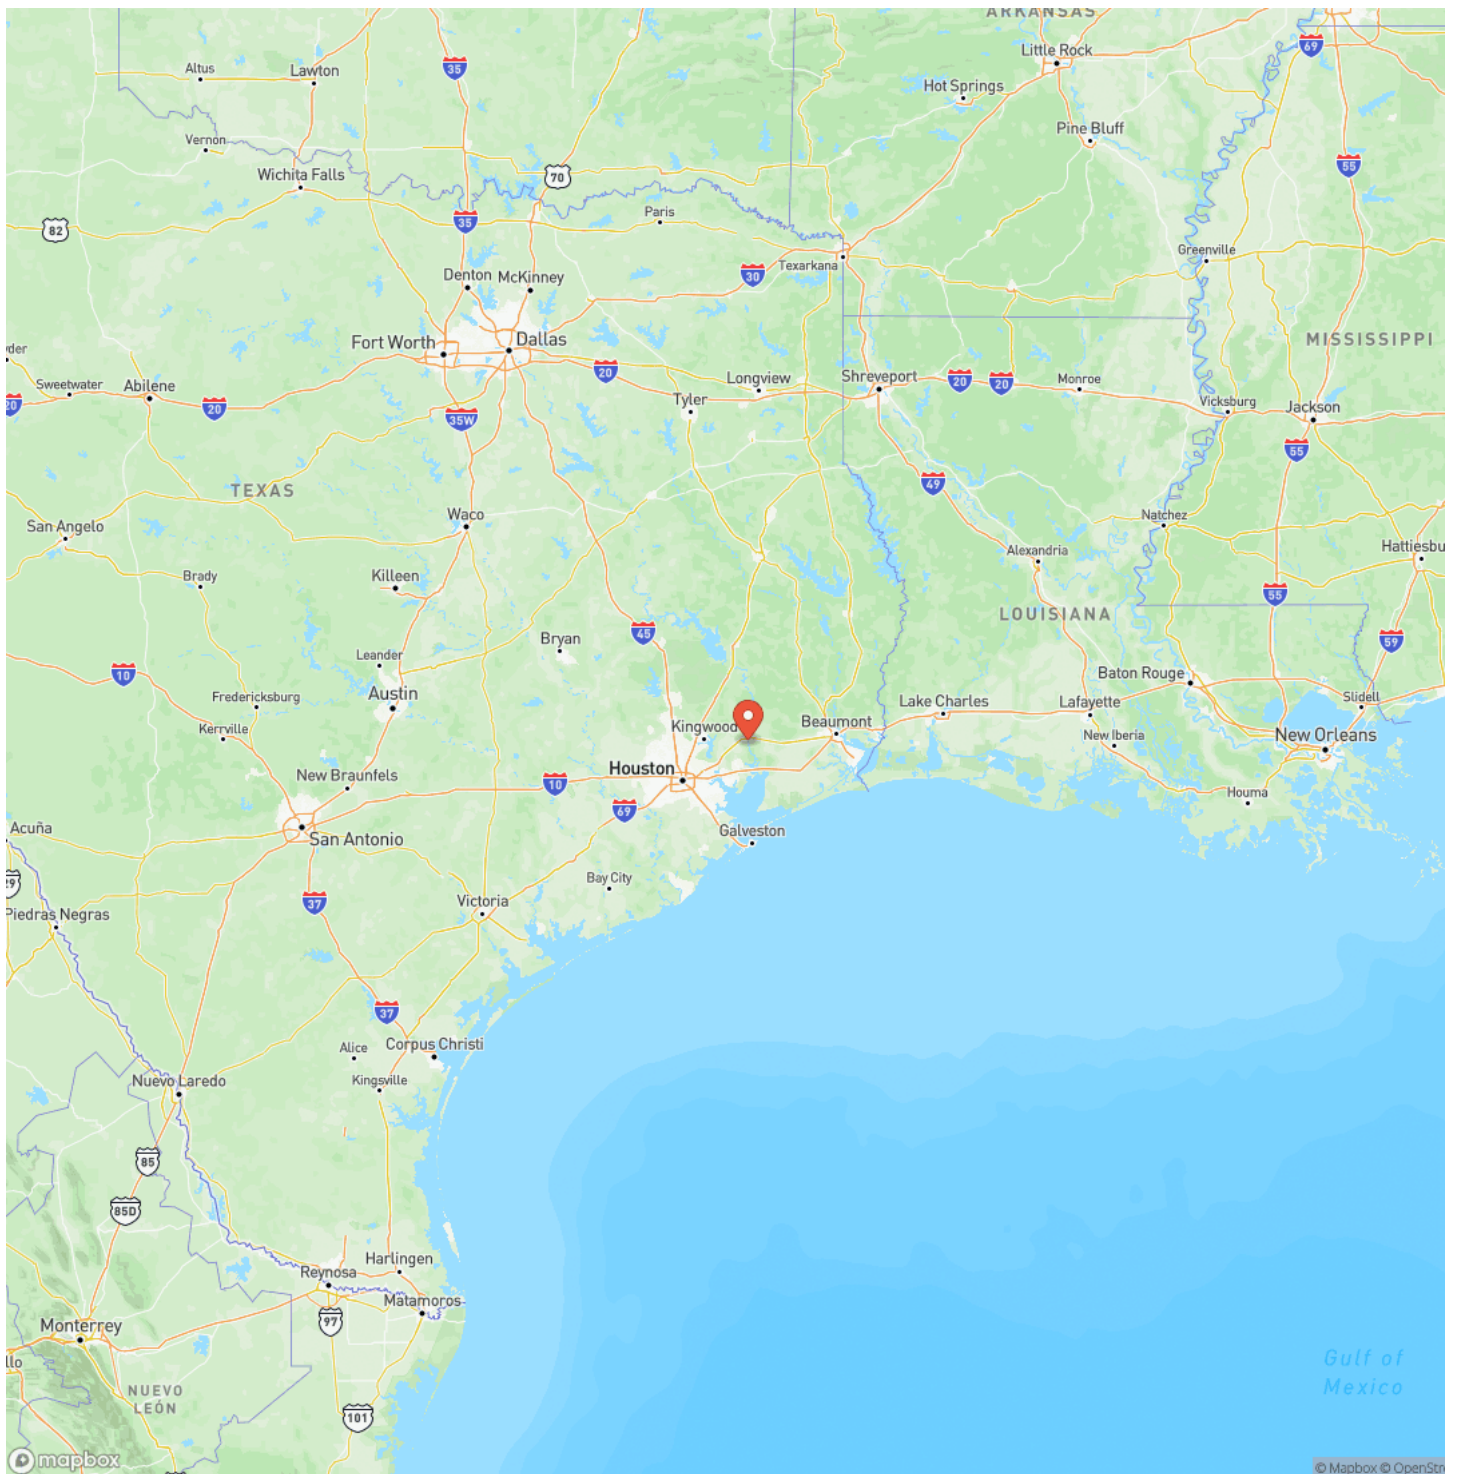 ARKANSAS
Little Rock
69
35
Altus
Lawton
Hot Springs
Pine Bluff
Vernon
55
Wichita Falls
70
Paris
35
82
Greenville
Texarkana
30
Denton
McKinney
Fort Worth
Dallas
MISSISSIPPI
20
Longview
Shreveport
20
20
Monroe
Sweetwater
Abilene
20
20
Tyler
Vicksburg
Jackson
35W
55
TEXAS
49
Waco
Natchez
San Angelo
Alexandria
Hattiesbu
Brady
Killeen
55
LOUISIANA
45
Bryan
59
Leander
10
Baton Rouge
Fredericksburg
Austin
Lake Charles
Lafayette
Slidell
Kerrville
Kingwood
Beaumont
New Iberia
New Orleans
Houston
New Braunfels
10
Houma
69
Acuña
San Antonio
Galveston
Bay City
29
37
Victoria
Piedras Negras
37
Alice
Corpus Christi
Nuevo Laredo
Kingsville
85
85D
Harlingen
Reynosa
Matamoros
97
Monterrey
llo
Gulf of
Mexico
NUEVO
LEÓN
101
mapbox
© Mapbox © OpenStre